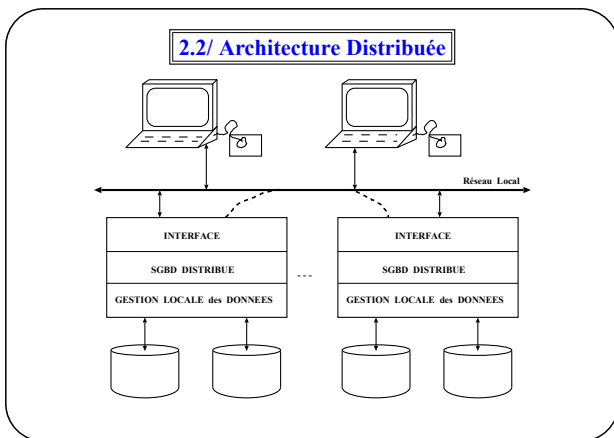 2.2/ Architecture Distribuée
Réseau Local
INTERFACE
SGBD DISTRIBUE
GESTION LOCALE des DONNEES
...
INTERFACE
SGBD DISTRIBUE
GESTION LOCALE des DONNEES